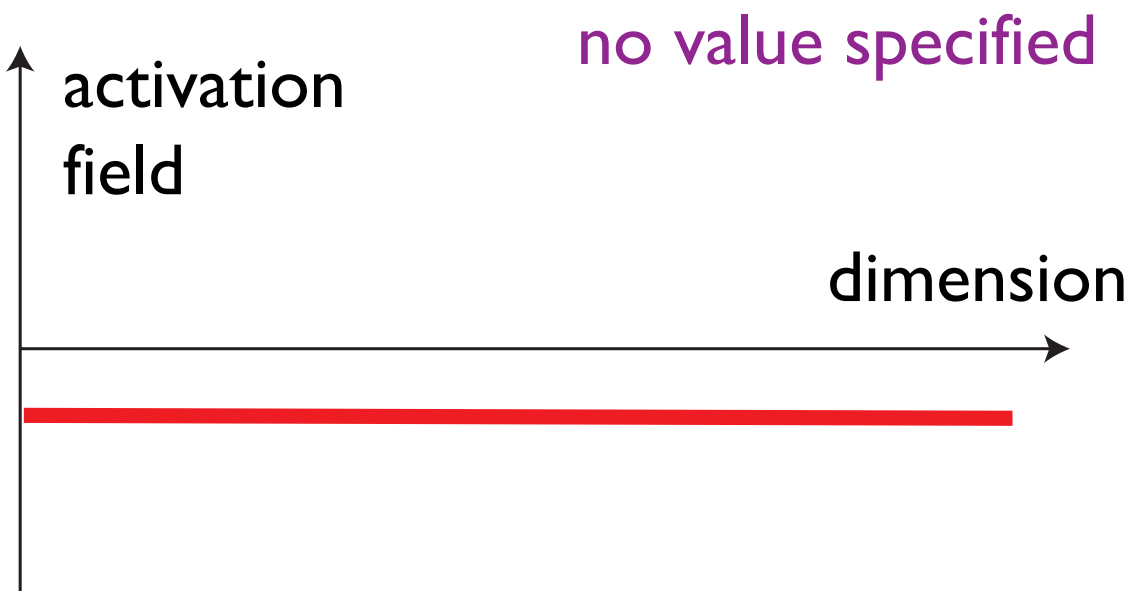 no value specified
activation
field
dimension